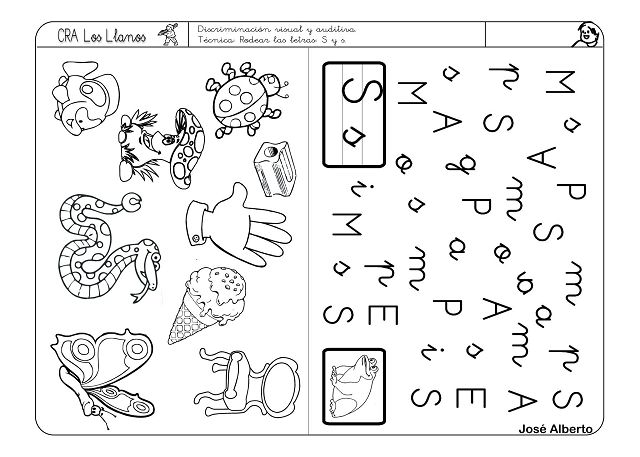 CRA Los Llanos
Discriminación visual y auditiva.
Técnica: Rodear las letras: S y s.
S s
M s P m n S
A S a
n S m o a A m A
s g P a P s E
M A o s m i S
i n E
M s S
José Alberto